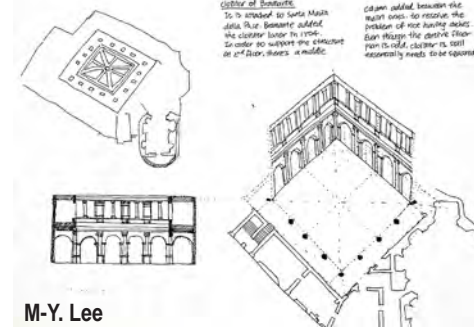 Cloister of Bramante
It is attached to Santa Maria
della Pace. Bramante added
the cloister later in 1504.
In order to support the structure
on 2nd floor, there's a middle
column added between the
main ones. to resolve the
problem of not having arches.
Even though the entire floor
plan is odd, cloister is still
essentially needs to be squared
M-Y. Lee